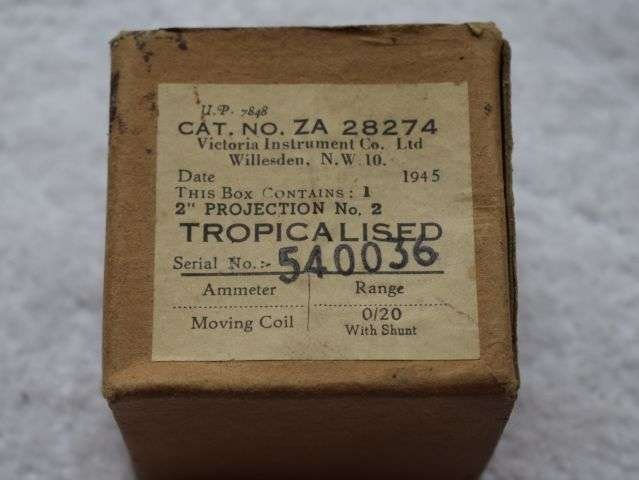 U.P. 7848
CAT. NO. ZA 28274
Victoria Instrument Co. Ltd
Willesden, N.W.10.
Date 1945
THIS BOX CONTAINS : 1
2" PROJECTION No. 2
TROPICALISED
Serial No.:- 540036
Ammeter Range
Moving Coil 0/20
With Shunt